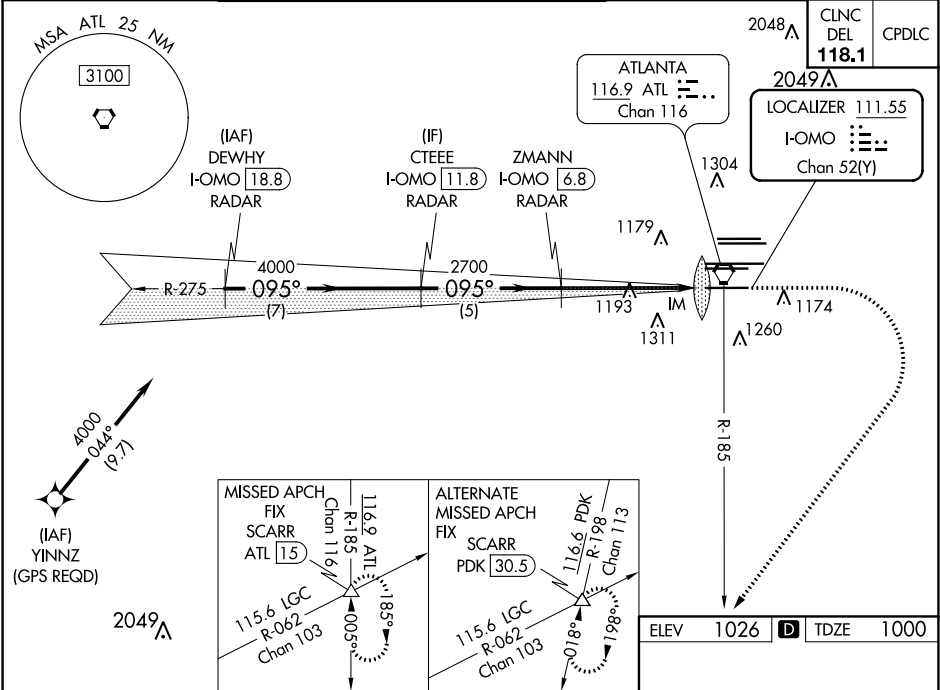 MSA ATL 25 NM
3100
2048
CLNC
DEL
118.1
CPDLC
2049
ATLANTA
116.9 ATL
Chan 116
LOCALIZER 111.55
I-OMO
Chan 52(Y)
(IAF)
DEWHY
I-OMO 18.8
RADAR
(IF)
CTEEE
I-OMO 11.8
RADAR
ZMANN
I-OMO 6.8
RADAR
1304
1179
R-275
4000
095°
(7)
2700
095°
(5)
1193
IM
1311
1260
1174
R-185
4000
044°
(9.7)
(IAF)
YINNZ
(GPS REQD)
2049
MISSED APCH
FIX
SCARR
ATL 15
116.9 ATL
R-185
Chan 116
115.6 LGC
R-062
Chan 103
005°
185°
ALTERNATE
MISSED APCH
FIX
SCARR
PDK 30.5
116.6 PDK
R-198
Chan 113
115.6 LGC
R-062
Chan 103
018°
198°
ELEV 1026 D TDZE 1000